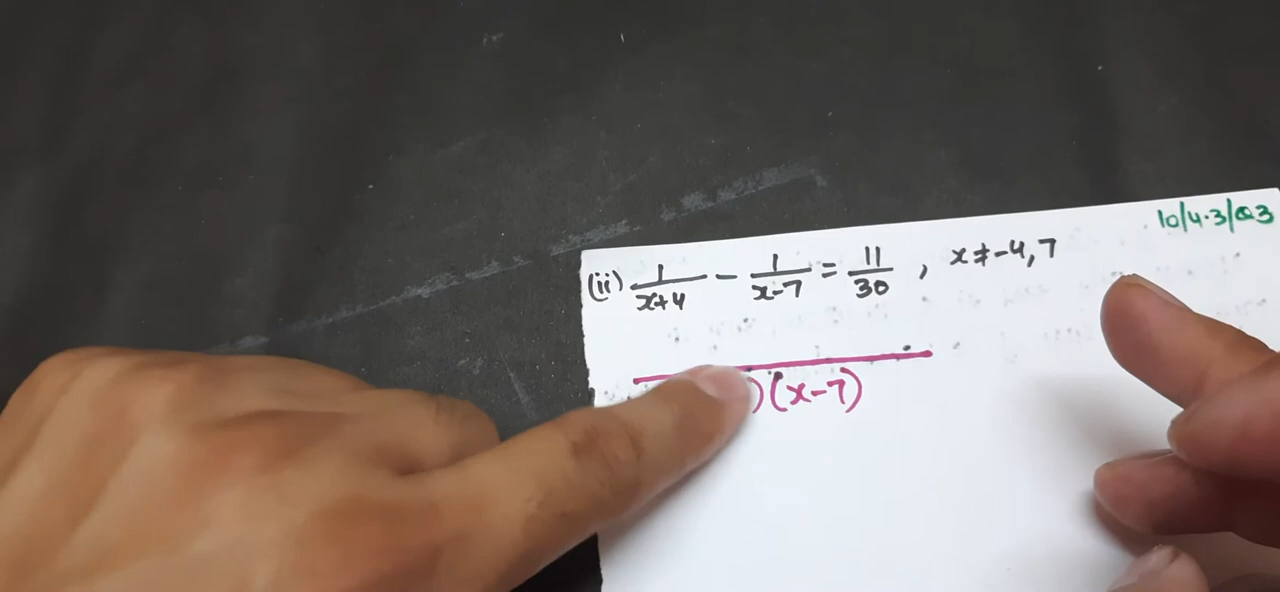 10/4.3/Q3
(ii) 1/(x+4) - 1/(x-7) = 11/30 , x≠-4,7
)(x-7)